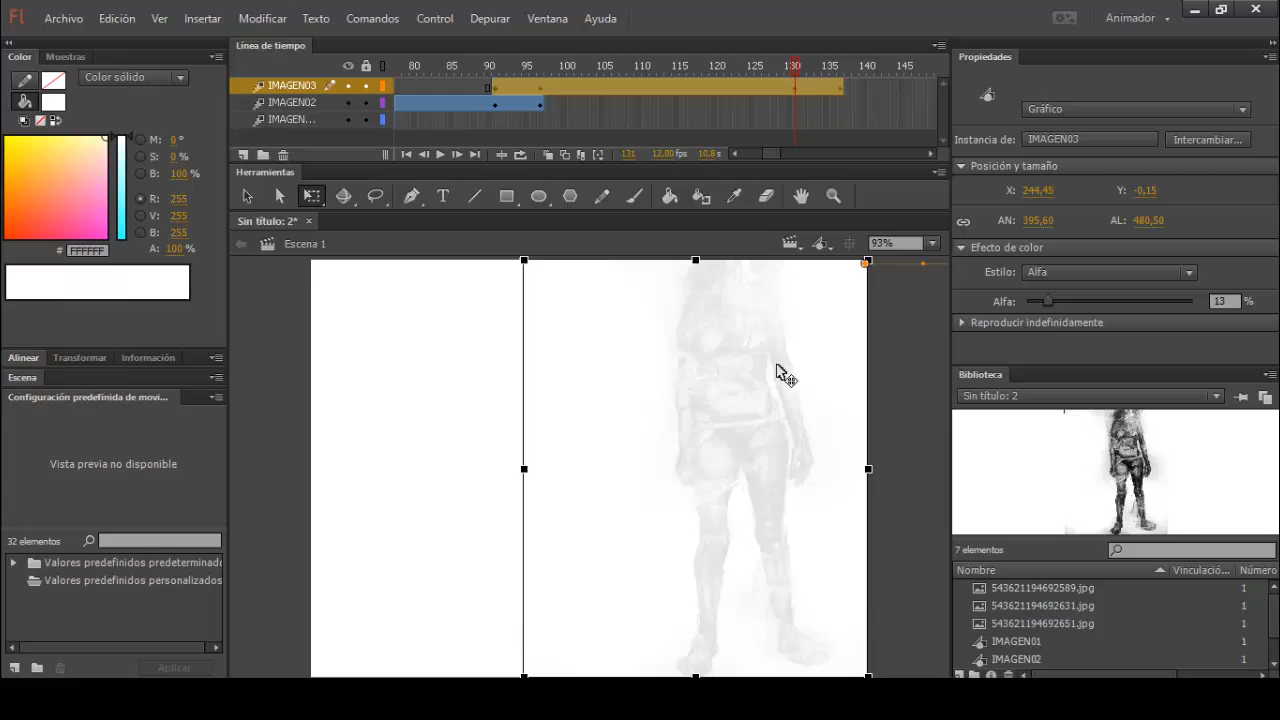 Fl Archivo Edición Ver Insertar Modificar Texto Comandos Control Depurar Ventana Ayuda Animador
Color Muestras
Color sólido
M: 0 °
S: 0 %
B: 100 %
R: 255
V: 255
B: 255
# FFFFFF A: 100 %
Línea de tiempo
80 85 90 95 100 105 110 115 120 125 130 135 140 145
IMAGEN03
IMAGEN02
IMAGEN...
131 12,00 fps 10,8 s
Herramientas
Sin título: 2* ×
Escena 1 93%
Alinear Transformar Información
Escena
Configuración predefinida de movi...
Vista previa no disponible
32 elementos
Valores predefinidos predeterminado
Valores predefinidos personalizados
Aplicar
Propiedades
Gráfico
Instancia de: IMAGEN03 Intercambiar...
Posición y tamaño
X: 244,45 Y: -0,15
AN: 395,60 AL: 480,50
Efecto de color
Estilo: Alfa
Alfa: 13 %
Reproducir indefinidamente
Biblioteca
Sin título: 2
7 elementos
Nombre Vinculació... Número
543621194692589.jpg 1
543621194692631.jpg 1
543621194692651.jpg 1
IMAGEN01 1
IMAGEN02 1